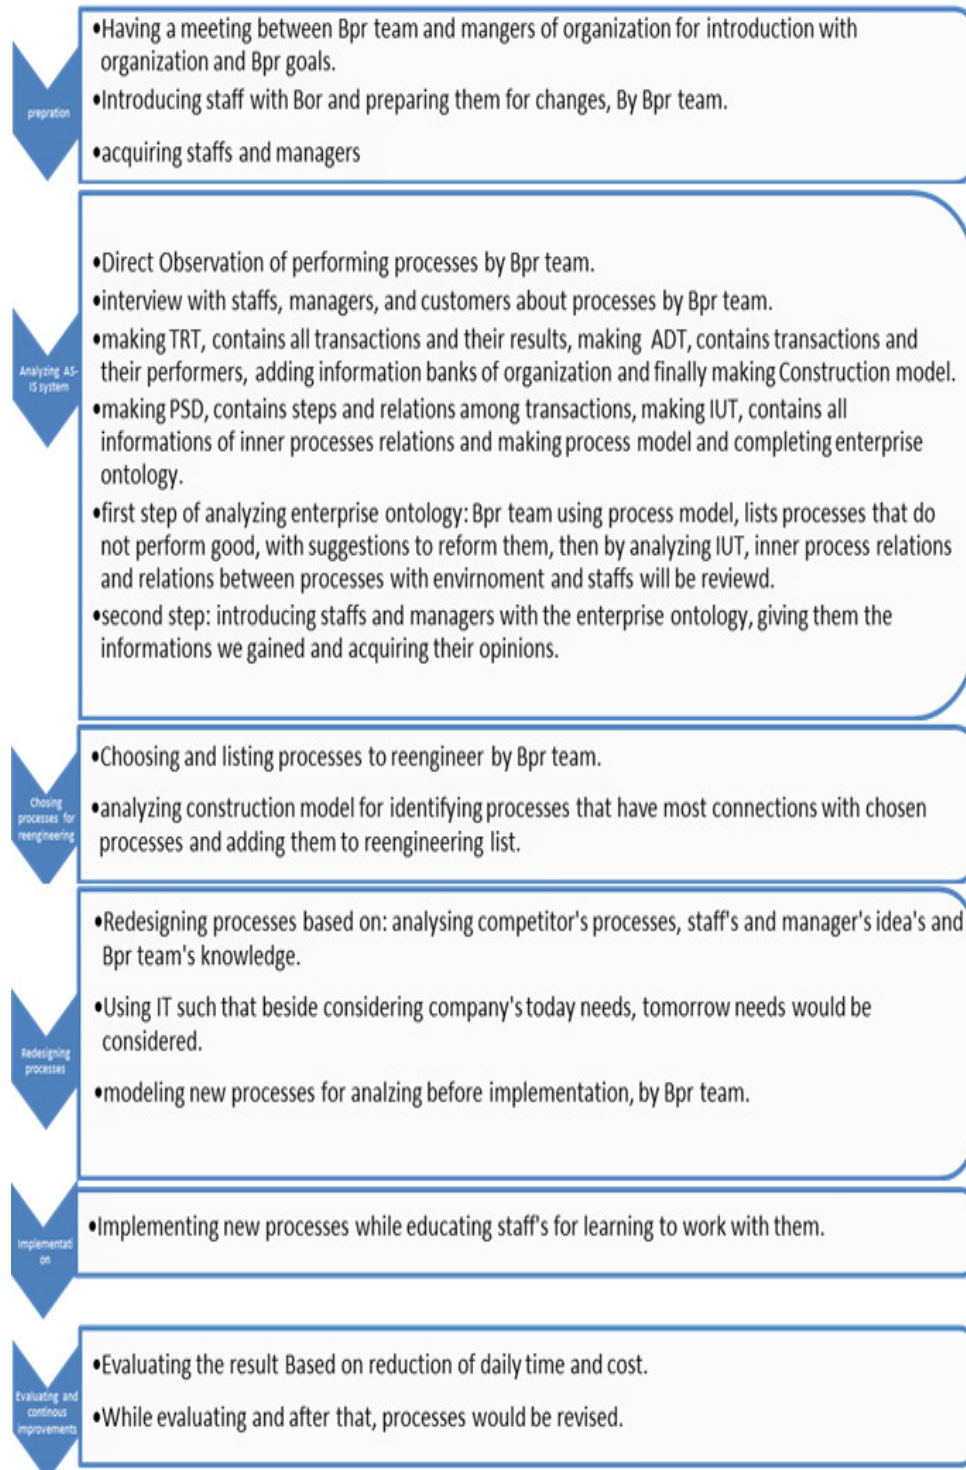 prepration
•Having a meeting between Bpr team and mangers of organization for introduction with
organization and Bpr goals.
•Introducing staff with Bor and preparing them for changes, By Bpr team.
•acquiring staffs and managers
Analyzing AS-
IS system
•Direct Observation of performing processes by Bpr team.
•interview with staffs, managers, and customers about processes by Bpr team.
•making TRT, contains all transactions and their results, making ADT, contains transactions and
their performers, adding information banks of organization and finally making Construction model.
•making PSD, contains steps and relations among transactions, making IUT, contains all
informations of inner processes relations and making process model and completing enterprise
ontology.
•first step of analyzing enterprise ontology: Bpr team using process model, lists processes that do
not perform good, with suggestions to reform them, then by analyzing IUT, inner process relations
and relations between processes with envirnoment and staffs will be reviewd.
•second step: introducing staffs and managers with the enterprise ontology, giving them the
informations we gained and acquiring their opinions.
Chosing
processes for
reengineering
•Choosing and listing processes to reengineer by Bpr team.
•analyzing construction model for identifying processes that have most connections with chosen
processes and adding them to reengineering list.
Redesigning
processes
•Redesigning processes based on: analysing competitor's processes, staff's and manager's idea's and
Bpr team's knowledge.
•Using IT such that beside considering company's today needs, tomorrow needs would be
considered.
•modeling new processes for analzing before implementation, by Bpr team.
Implementati
on
•Implementing new processes while educating staff's for learning to work with them.
Evaluating and
continous
improvements
•Evaluating the result Based on reduction of daily time and cost.
•While evaluating and after that, processes would be revised.